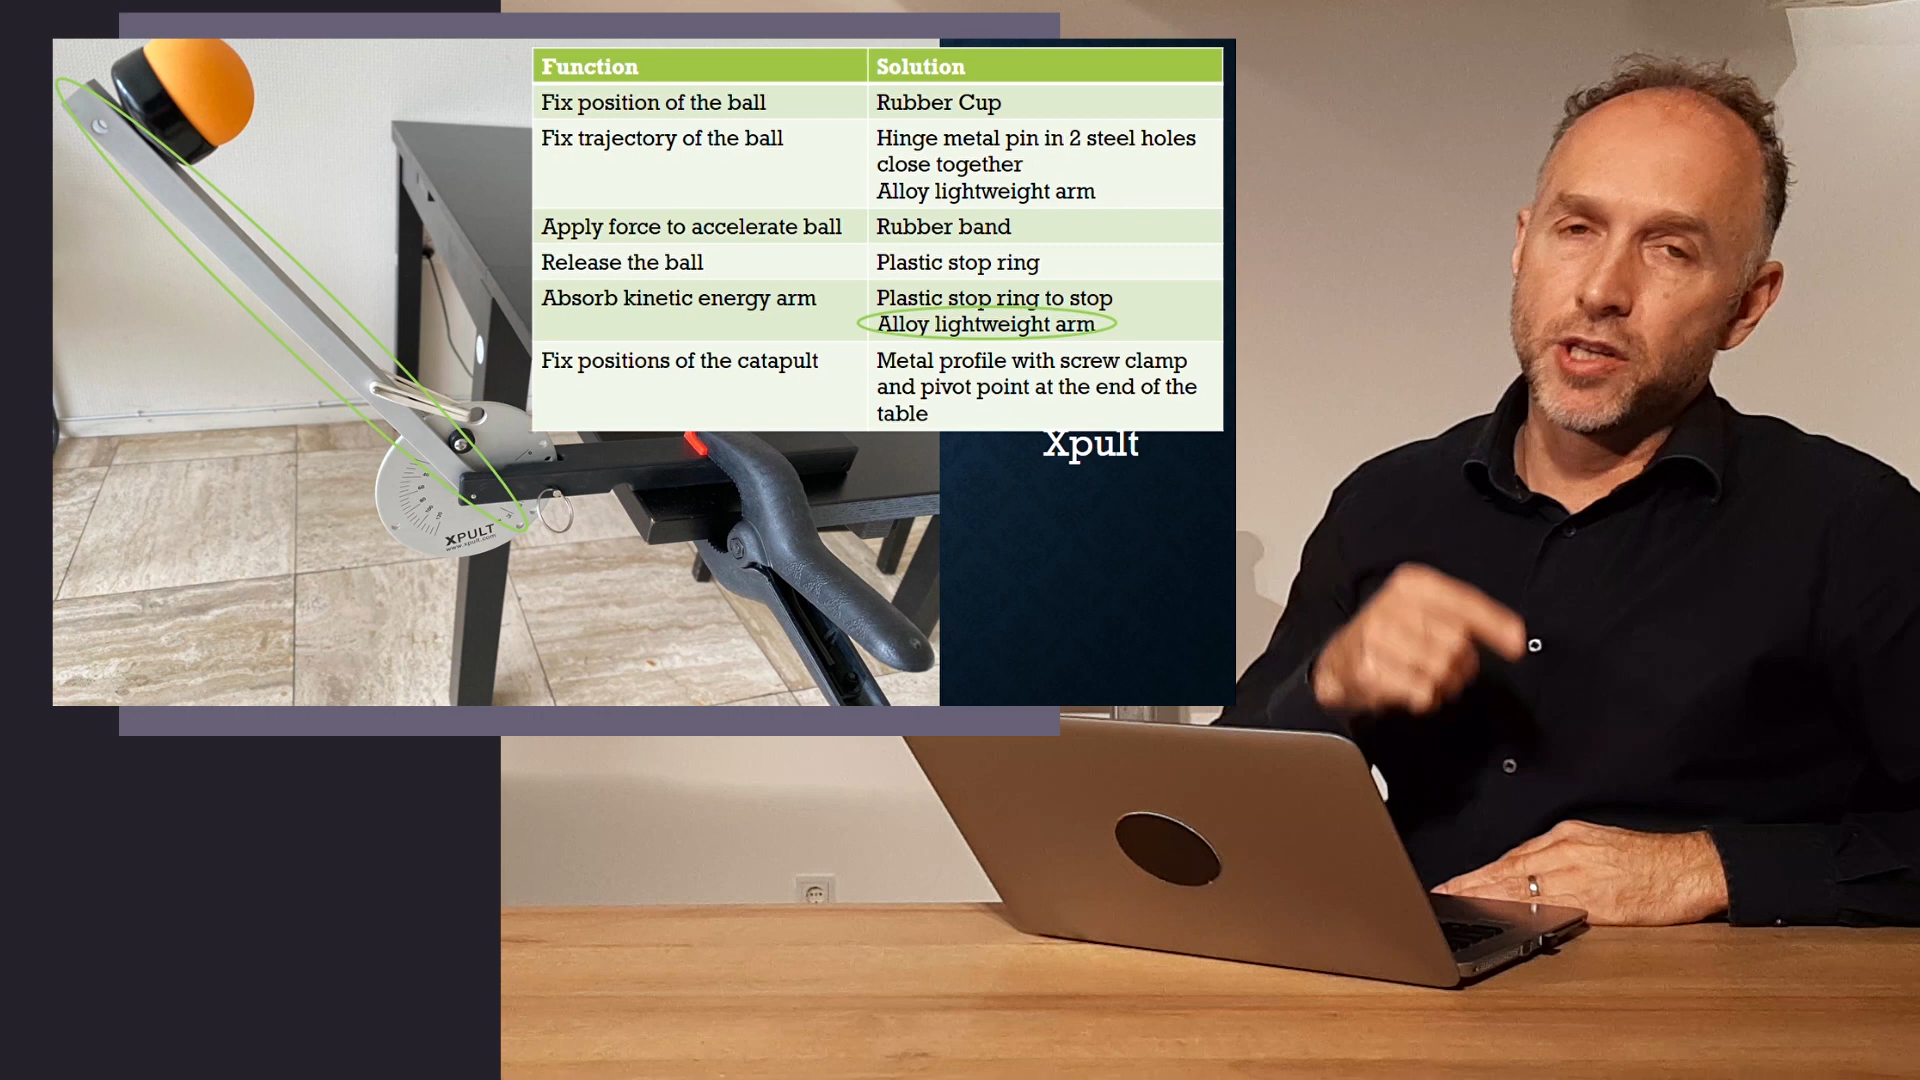 Function Solution
Fix position of the ball Rubber Cup
Fix trajectory of the ball Hinge metal pin in 2 steel holes
close together
Alloy lightweight arm
Apply force to accelerate ball Rubber band
Release the ball Plastic stop ring
Absorb kinetic energy arm Plastic stop ring to stop
Alloy lightweight arm
Fix positions of the catapult Metal profile with screw clamp
and pivot point at the end of the
table
Xpult
XPULT
www.xpult.com